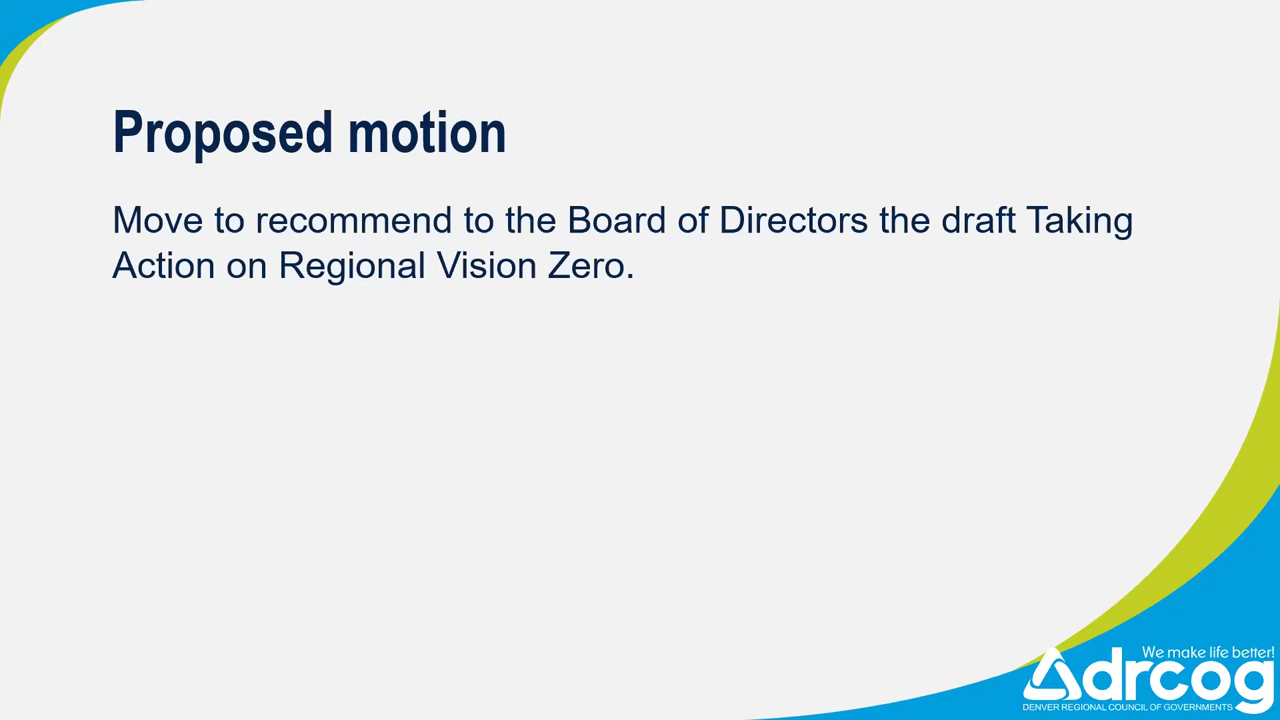 Proposed motion
Move to recommend to the Board of Directors the draft Taking
Action on Regional Vision Zero.
We make life better!
drcog
DENVER REGIONAL COUNCIL OF GOVERNMENTS